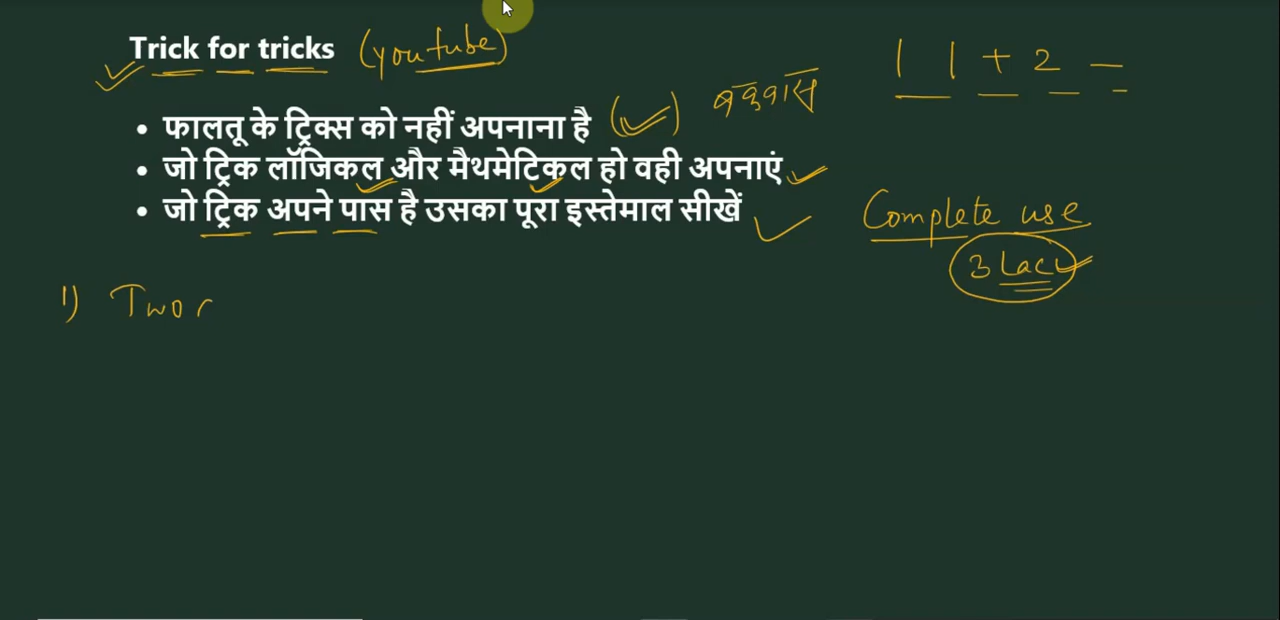 Trick for tricks (youtube)
1 1 + 2 =
• फालतू के ट्रिक्स को नहीं अपनाना है (✓) बकवास
• जो ट्रिक लॉजिकल और मैथमेटिकल हो वही अपनाएं
• जो ट्रिक अपने पास है उसका पूरा इस्तेमाल सीखें
Complete use
3 Lac
1) Two